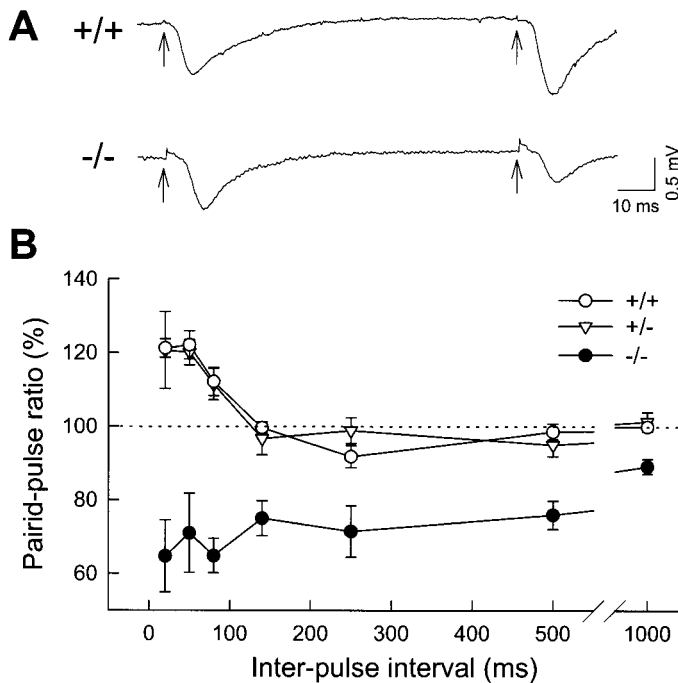 A
+/+
-/-
0.5 mV
10 ms
B
Pairid-pulse ratio (%)
140
120
100
80
60
+/+
+/-
-/-
0 100 200 300 400 500 1000
Inter-pulse interval (ms)